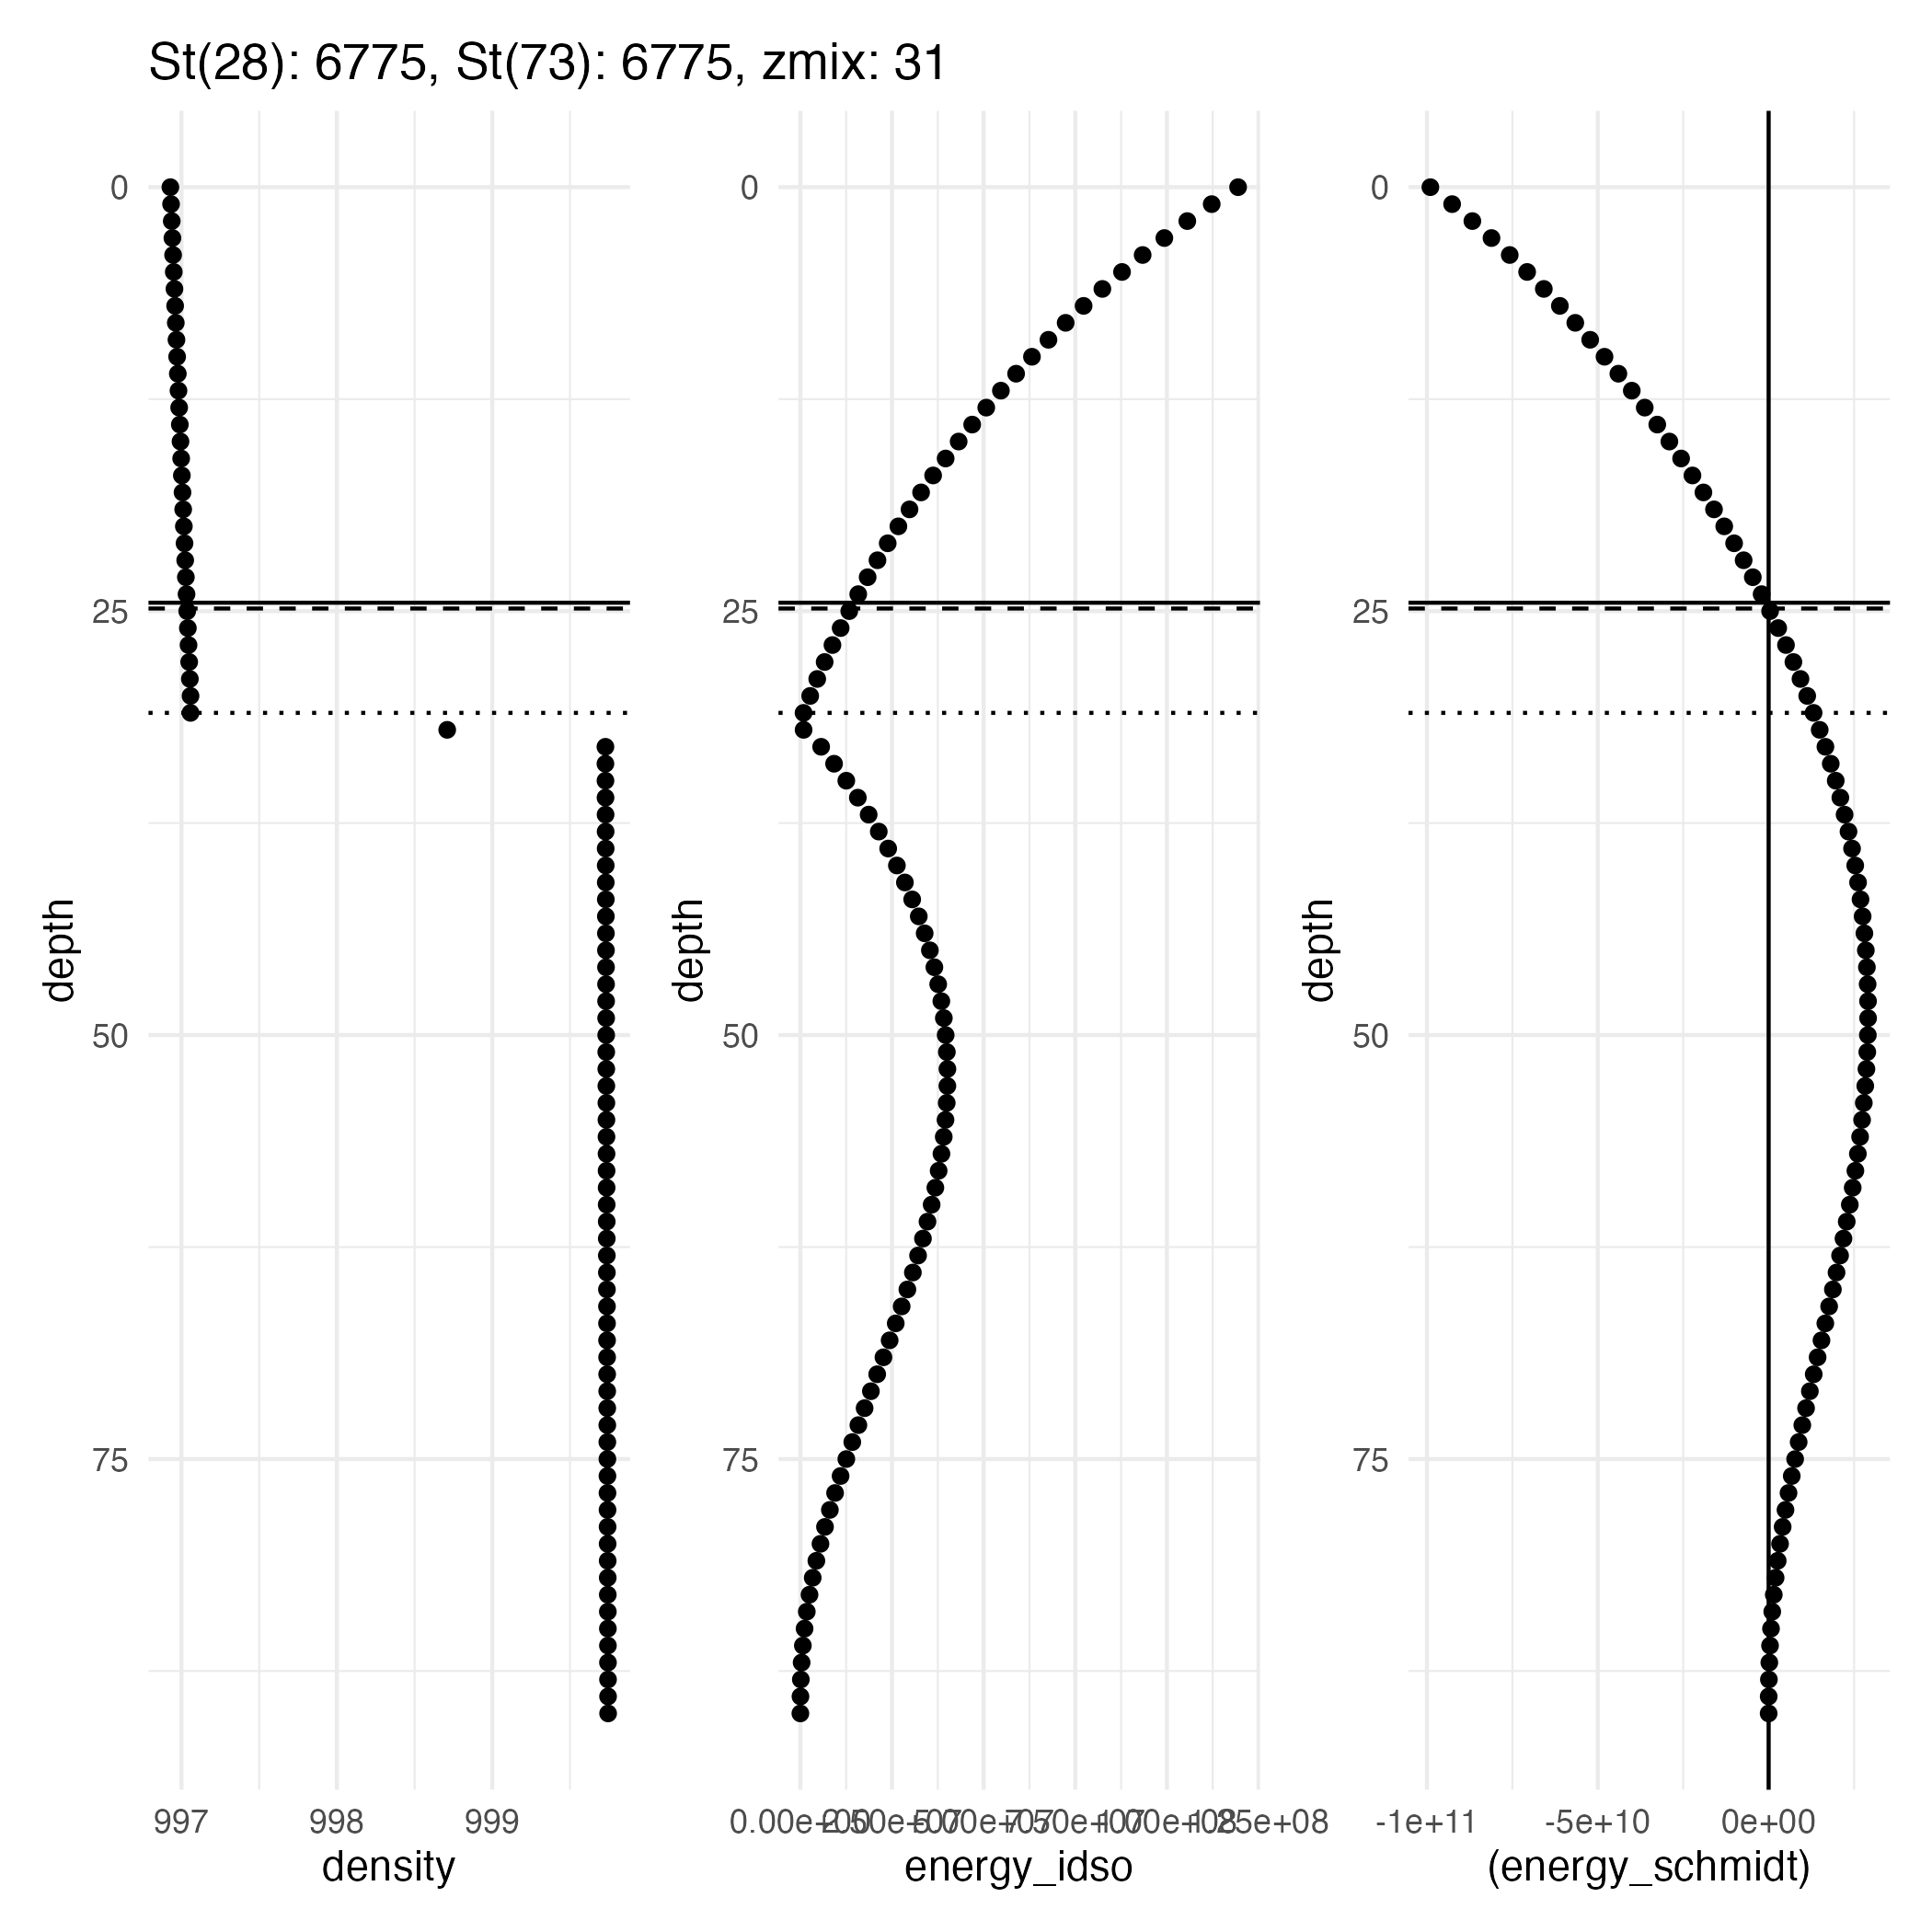 St(28): 6775, St(73): 6775, zmix: 31
0
25
50
75
depth
997 998 999
density
0
25
50
75
depth
0.00e+00 2.50e+07 5.00e+07 7.50e+07 1.00e+08 1.25e+08
energy_idso
0
25
50
75
depth
-1e+11 -5e+10 0e+00
(energy_schmidt)